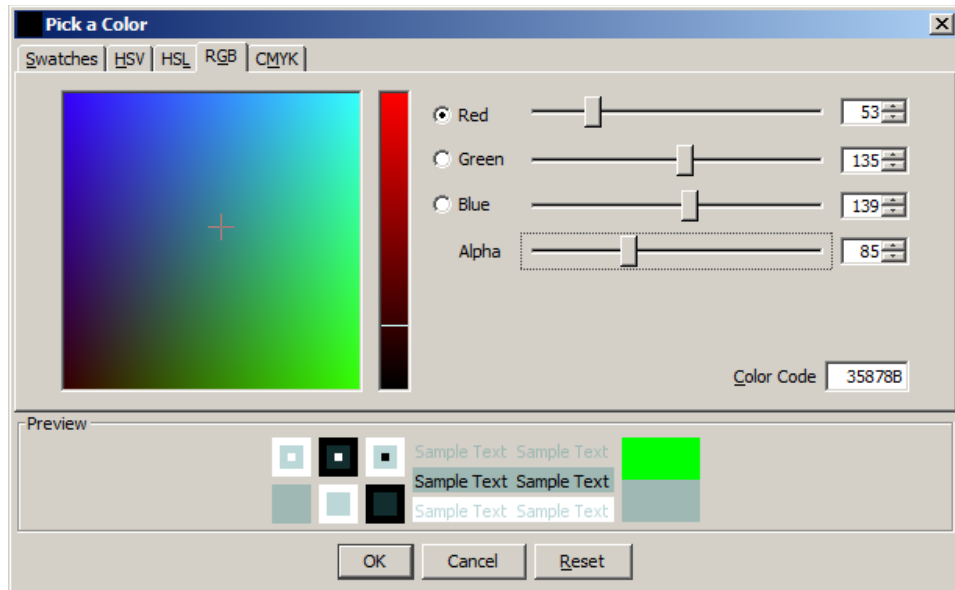 Pick a Color
Swatches HSV HSL RGB CMYK
Red 53
Green 135
Blue 139
Alpha 85
Color Code 35878B
Preview
Sample Text Sample Text
Sample Text Sample Text
Sample Text Sample Text
OK Cancel Reset